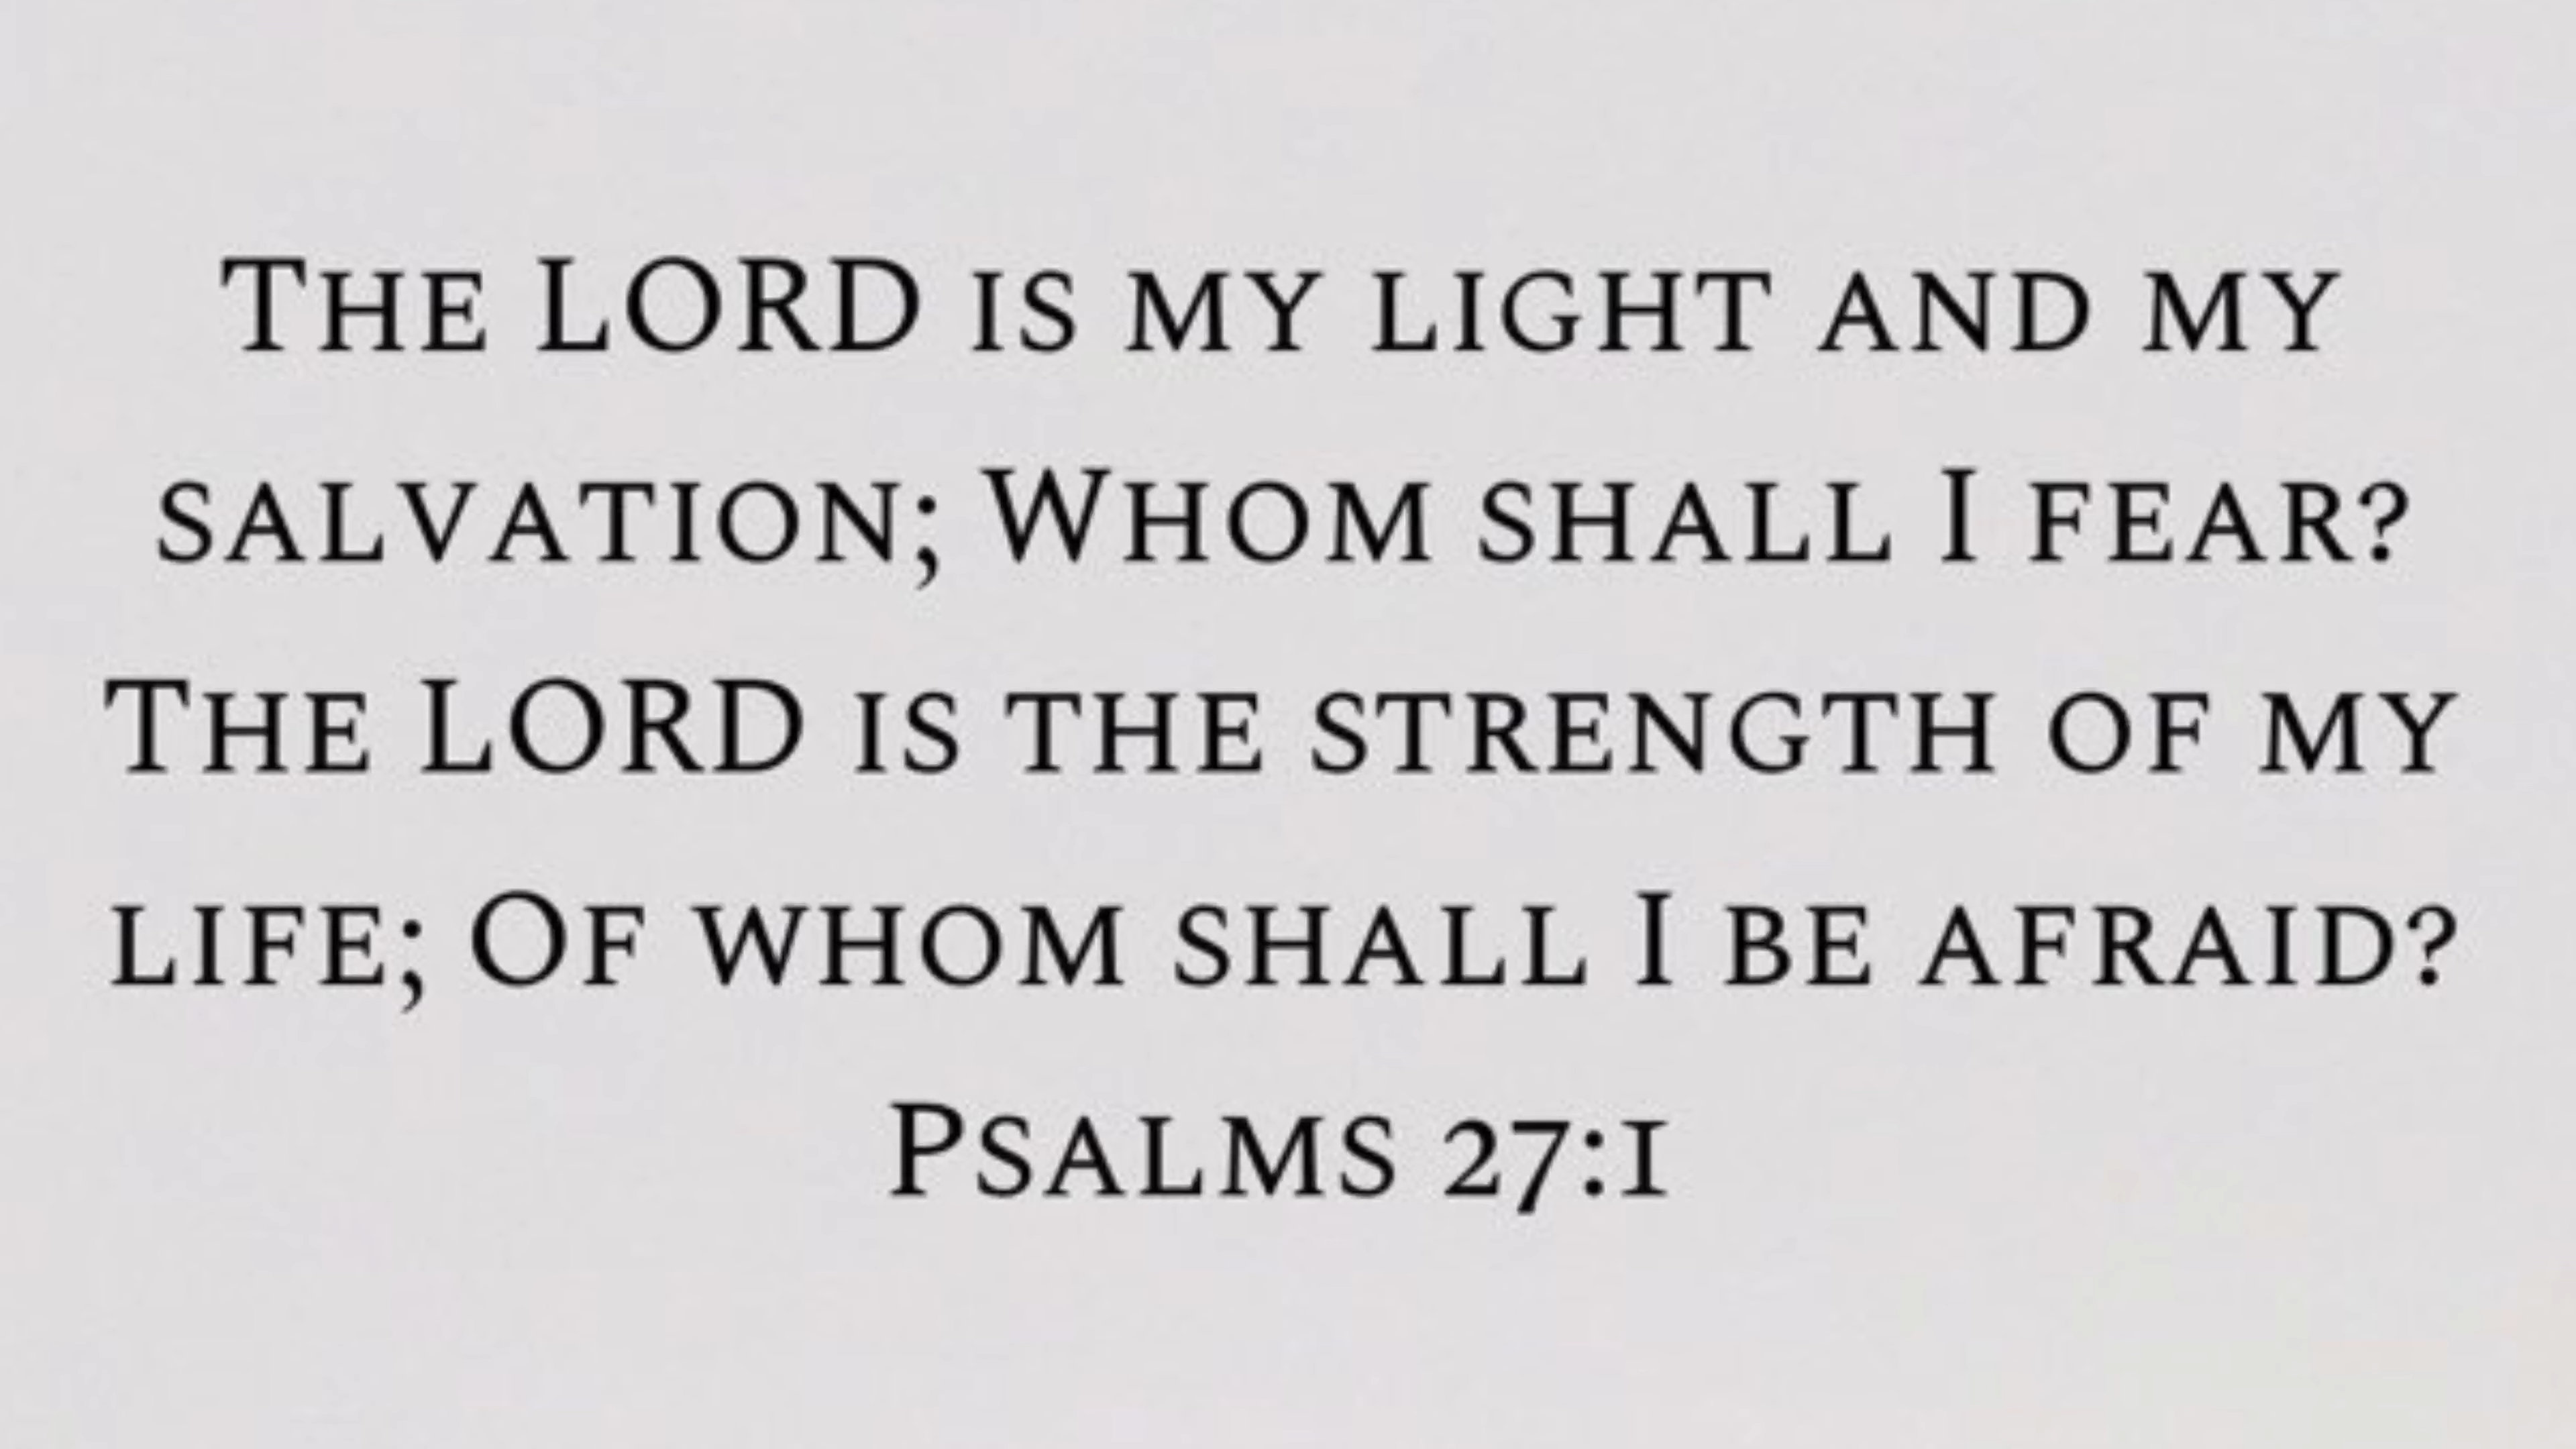 The LORD is my light and my
salvation; Whom shall I fear?
The LORD is the strength of my
life; Of whom shall I be afraid?
Psalms 27:1